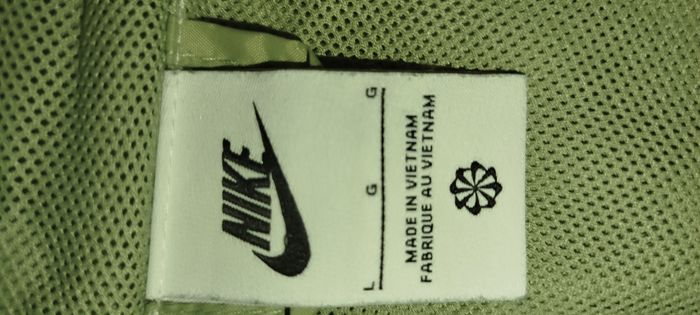 NIKE
L G G
MADE IN VIETNAM
FABRIQUE AU VIETNAM